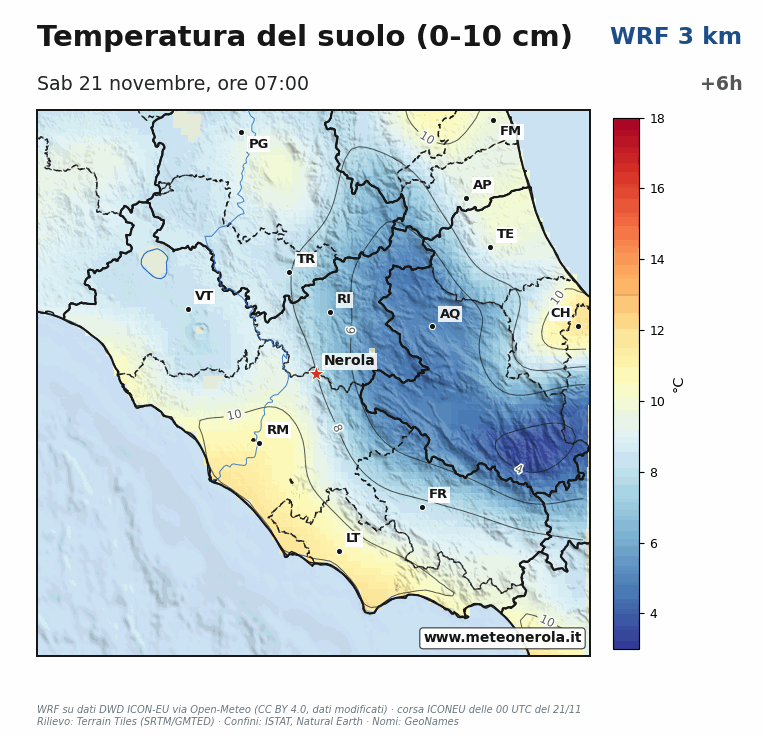 Temperatura del suolo (0-10 cm)
WRF 3 km
Sab 21 novembre, ore 07:00
+6h
10
FM
PG
AP
TE
TR
VT
RI
AQ
10
CH
6
Nerola
10
RM
8
4
FR
LT
10
www.meteonerola.it
18
16
14
12
10
8
6
4
°C
WRF su dati DWD ICON-EU via Open-Meteo (CC BY 4.0, dati modificati) · corsa ICONEU delle 00 UTC del 21/11
Rilievo: Terrain Tiles (SRTM/GMTED) · Confini: ISTAT, Natural Earth · Nomi: GeoNames